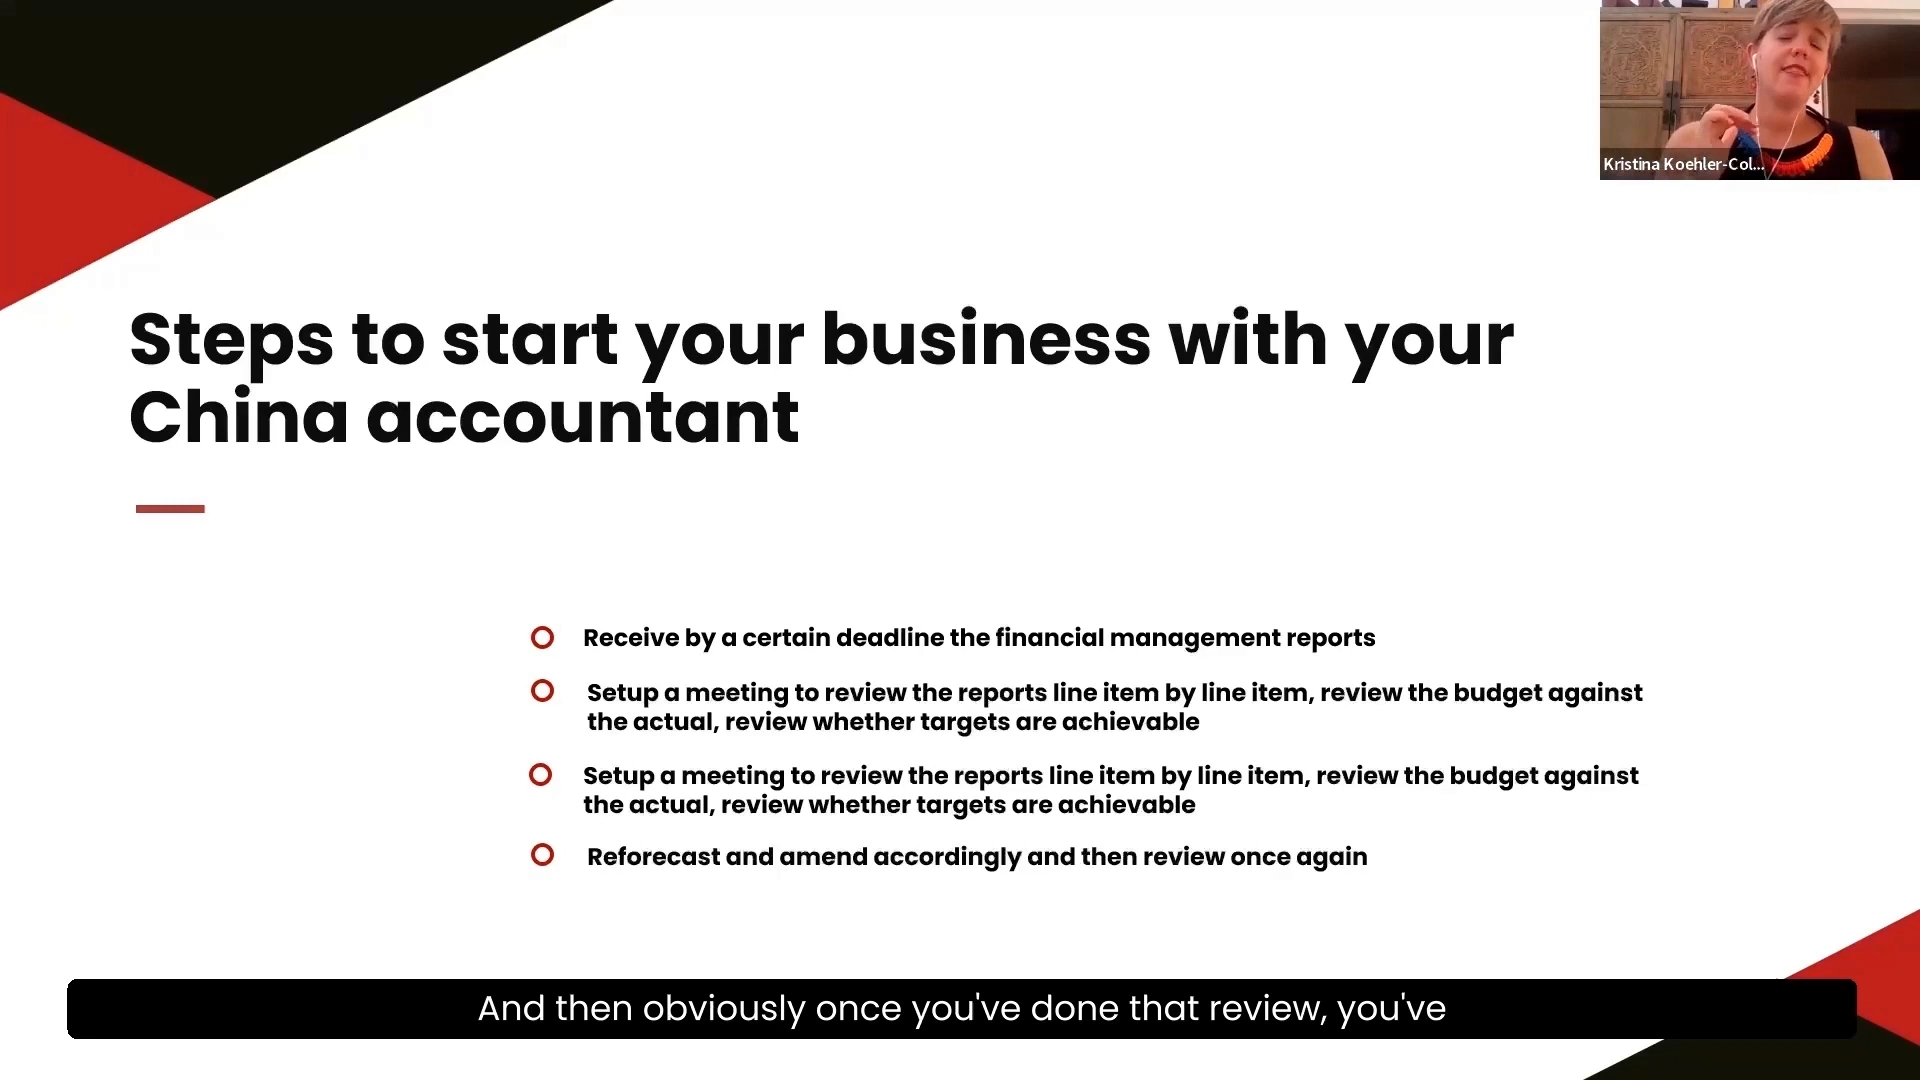 Kristina Koehler-Col...
Steps to start your business with your
China accountant
Receive by a certain deadline the financial management reports
Setup a meeting to review the reports line item by line item, review the budget against
the actual, review whether targets are achievable
Setup a meeting to review the reports line item by line item, review the budget against
the actual, review whether targets are achievable
Reforecast and amend accordingly and then review once again
And then obviously once you've done that review, you've